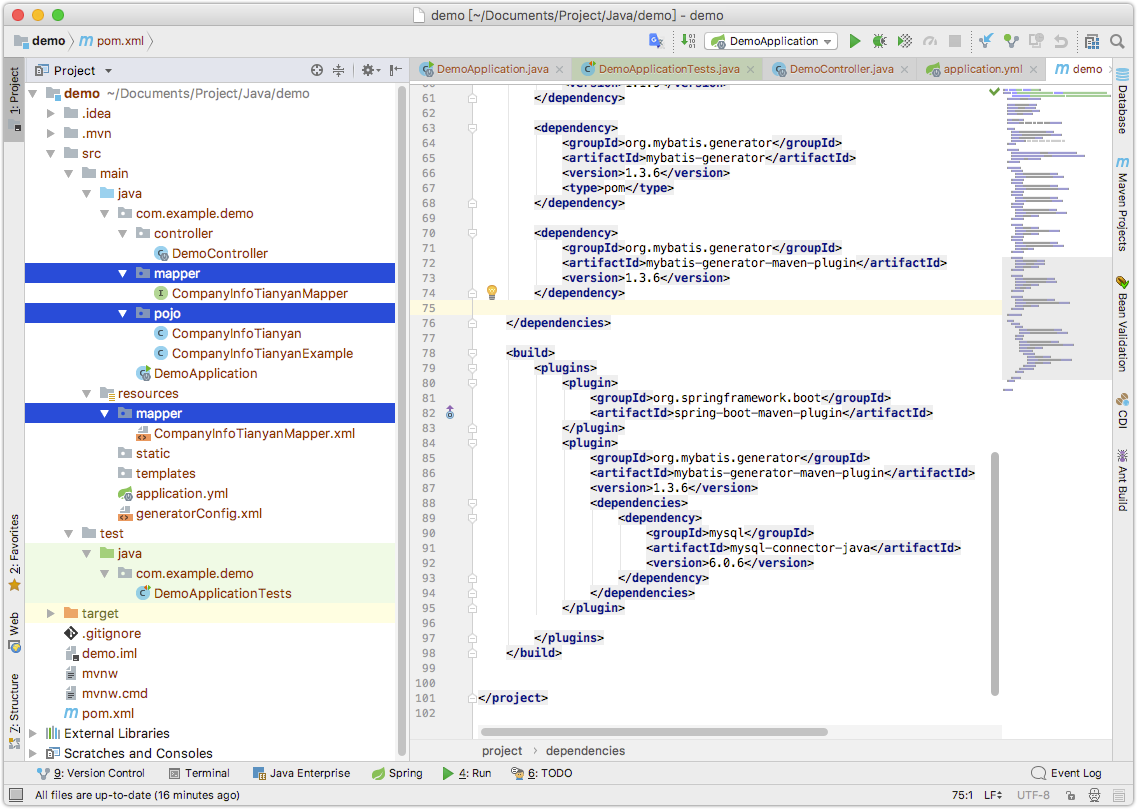 demo [~/Documents/Project/Java/demo] - demo
demo pom.xml
DemoApplication
1: Project
Project
DemoApplication.java
DemoApplicationTests.java
DemoController.java
application.yml
demo
demo ~/Documents/Project/Java/demo
.idea
.mvn
src
main
java
com.example.demo
controller
DemoController
mapper
CompanyInfoTianyanMapper
pojo
CompanyInfoTianyan
CompanyInfoTianyanExample
DemoApplication
resources
mapper
CompanyInfoTianyanMapper.xml
static
templates
application.yml
generatorConfig.xml
test
java
com.example.demo
DemoApplicationTests
target
.gitignore
demo.iml
mvnw
mvnw.cmd
pom.xml
External Libraries
Scratches and Consoles
2: Favorites
Web
7: Structure
61 </dependency>
62
63 <dependency>
64 <groupId>org.mybatis.generator</groupId>
65 <artifactId>mybatis-generator</artifactId>
66 <version>1.3.6</version>
67 <type>pom</type>
68 </dependency>
69
70 <dependency>
71 <groupId>org.mybatis.generator</groupId>
72 <artifactId>mybatis-generator-maven-plugin</artifactId>
73 <version>1.3.6</version>
74 </dependency>
75
76 </dependencies>
77
78 <build>
79 <plugins>
80 <plugin>
81 <groupId>org.springframework.boot</groupId>
82 <artifactId>spring-boot-maven-plugin</artifactId>
83 </plugin>
84 <plugin>
85 <groupId>org.mybatis.generator</groupId>
86 <artifactId>mybatis-generator-maven-plugin</artifactId>
87 <version>1.3.6</version>
88 <dependencies>
89 <dependency>
90 <groupId>mysql</groupId>
91 <artifactId>mysql-connector-java</artifactId>
92 <version>6.0.6</version>
93 </dependency>
94 </dependencies>
95 </plugin>
96
97 </plugins>
98 </build>
99
100
101 </project>
102
project › dependencies
Database
Maven Projects
Bean Validation
CDI
Ant Build
9: Version Control
Terminal
Java Enterprise
Spring
4: Run
6: TODO
Event Log
All files are up-to-date (16 minutes ago)
75:1
LF
UTF-8